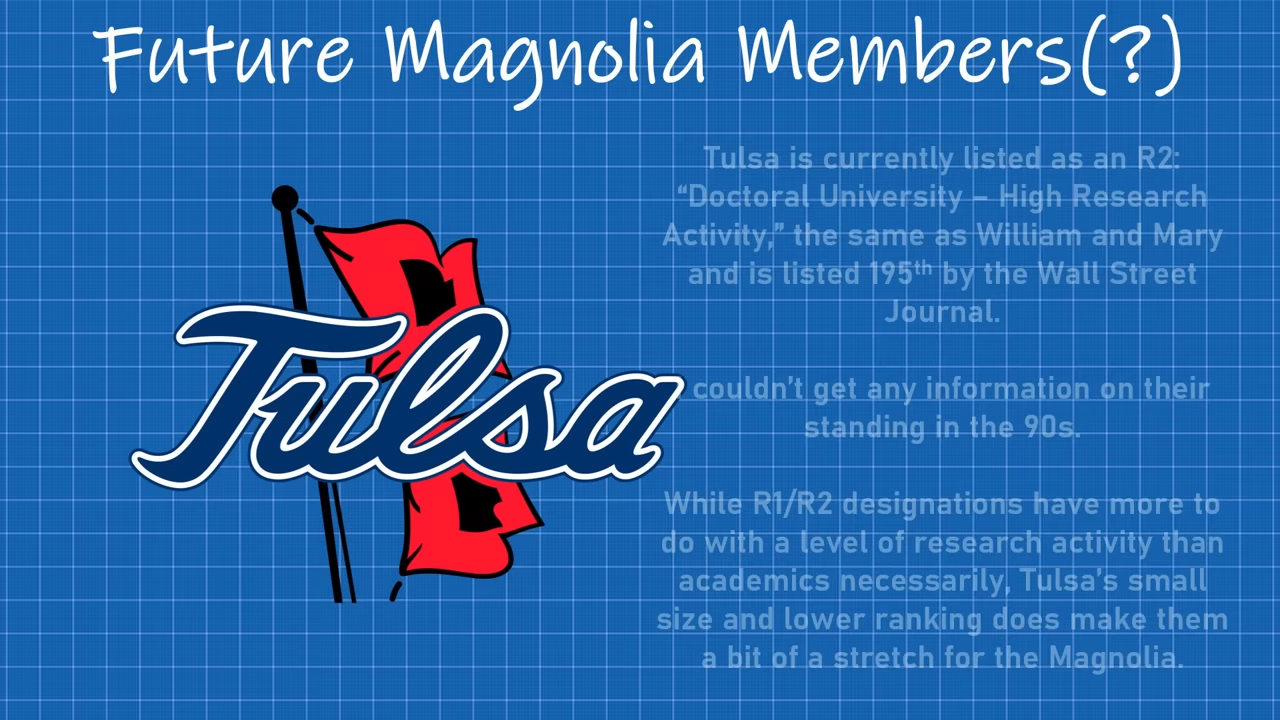 Future Magnolia Members(?)
Tulsa is currently listed as an R2:
“Doctoral University – High Research
Activity,” the same as William and Mary
and is listed 195th by the Wall Street
Journal.
Tulsa
couldn’t get any information on their
standing in the 90s.
While R1/R2 designations have more to
do with a level of research activity than
academics necessarily, Tulsa’s small
size and lower ranking does make them
a bit of a stretch for the Magnolia.